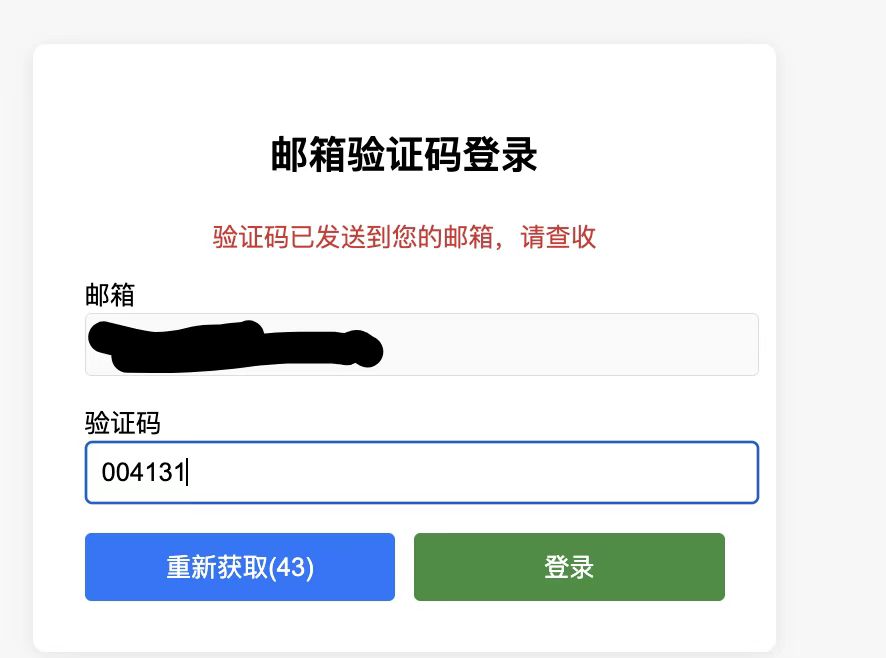 邮箱验证码登录
验证码已发送到您的邮箱，请查收
邮箱
验证码
004131
重新获取(43)
登录